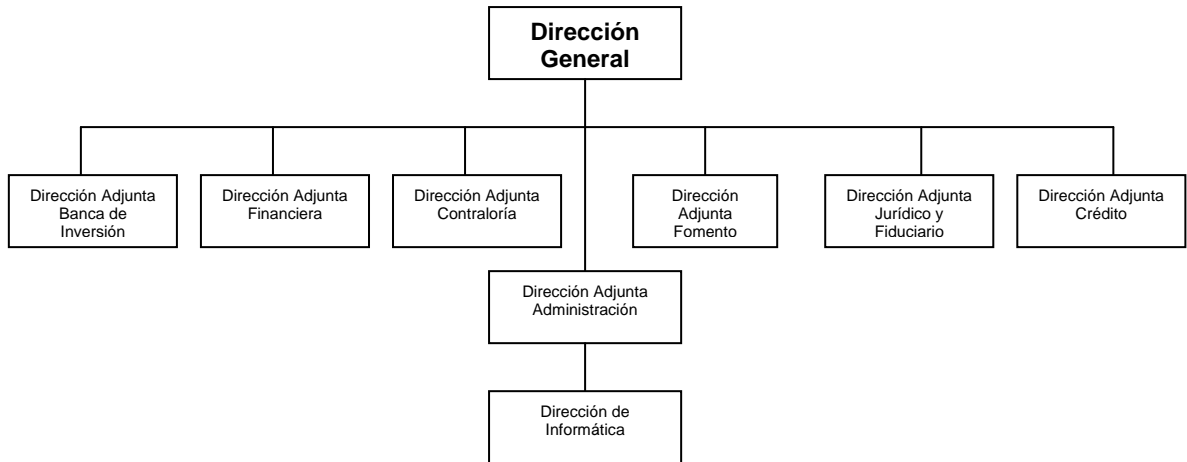 Dirección
General
Dirección Adjunta
Banca de
Inversión
Dirección Adjunta
Financiera
Dirección Adjunta
Contraloría
Dirección
Adjunta
Fomento
Dirección Adjunta
Jurídico y
Fiduciario
Dirección Adjunta
Crédito
Dirección Adjunta
Administración
Dirección de
Informática